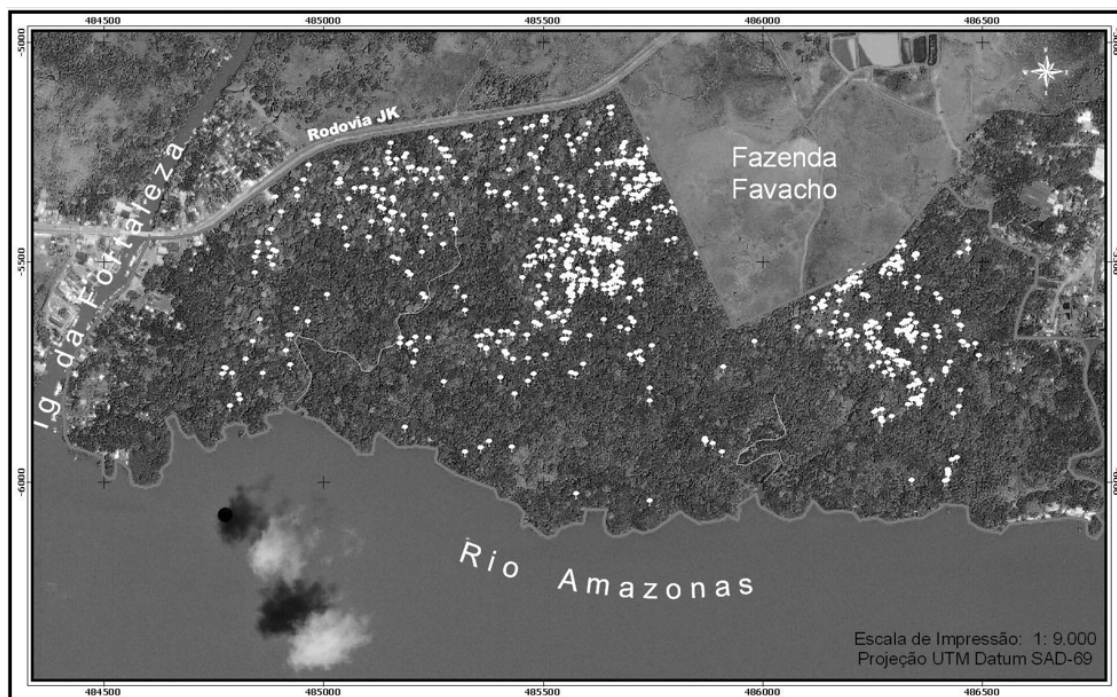 484500 485000 485500 486000 486500
-5000
Rodovia JK
Fazenda
Favacho
Ig. da Fortaleza
-5500
-6000
Rio Amazonas
Escala de Impressão: 1: 9.000
Projeção UTM Datum SAD-69
484500 485000 485500 486000 486500